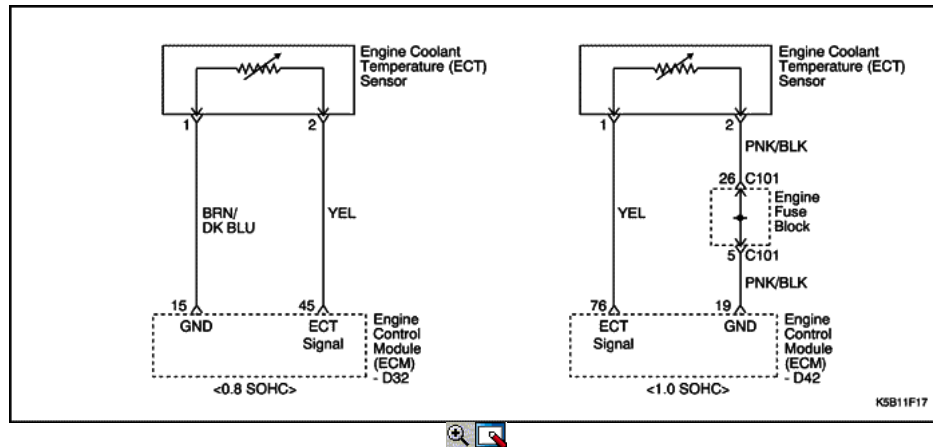 Engine Coolant
Temperature (ECT)
Sensor
1
2
BRN/
DK BLU
YEL
15
45
GND
ECT
Signal
Engine
Control
Module
(ECM)
- D32
<0.8 SOHC>
Engine Coolant
Temperature (ECT)
Sensor
1
2
PNK/BLK
26 C101
Engine
Fuse
Block
YEL
5 C101
PNK/BLK
76
19
ECT
Signal
GND
Engine
Control
Module
(ECM)
- D42
<1.0 SOHC>
K5B11F17